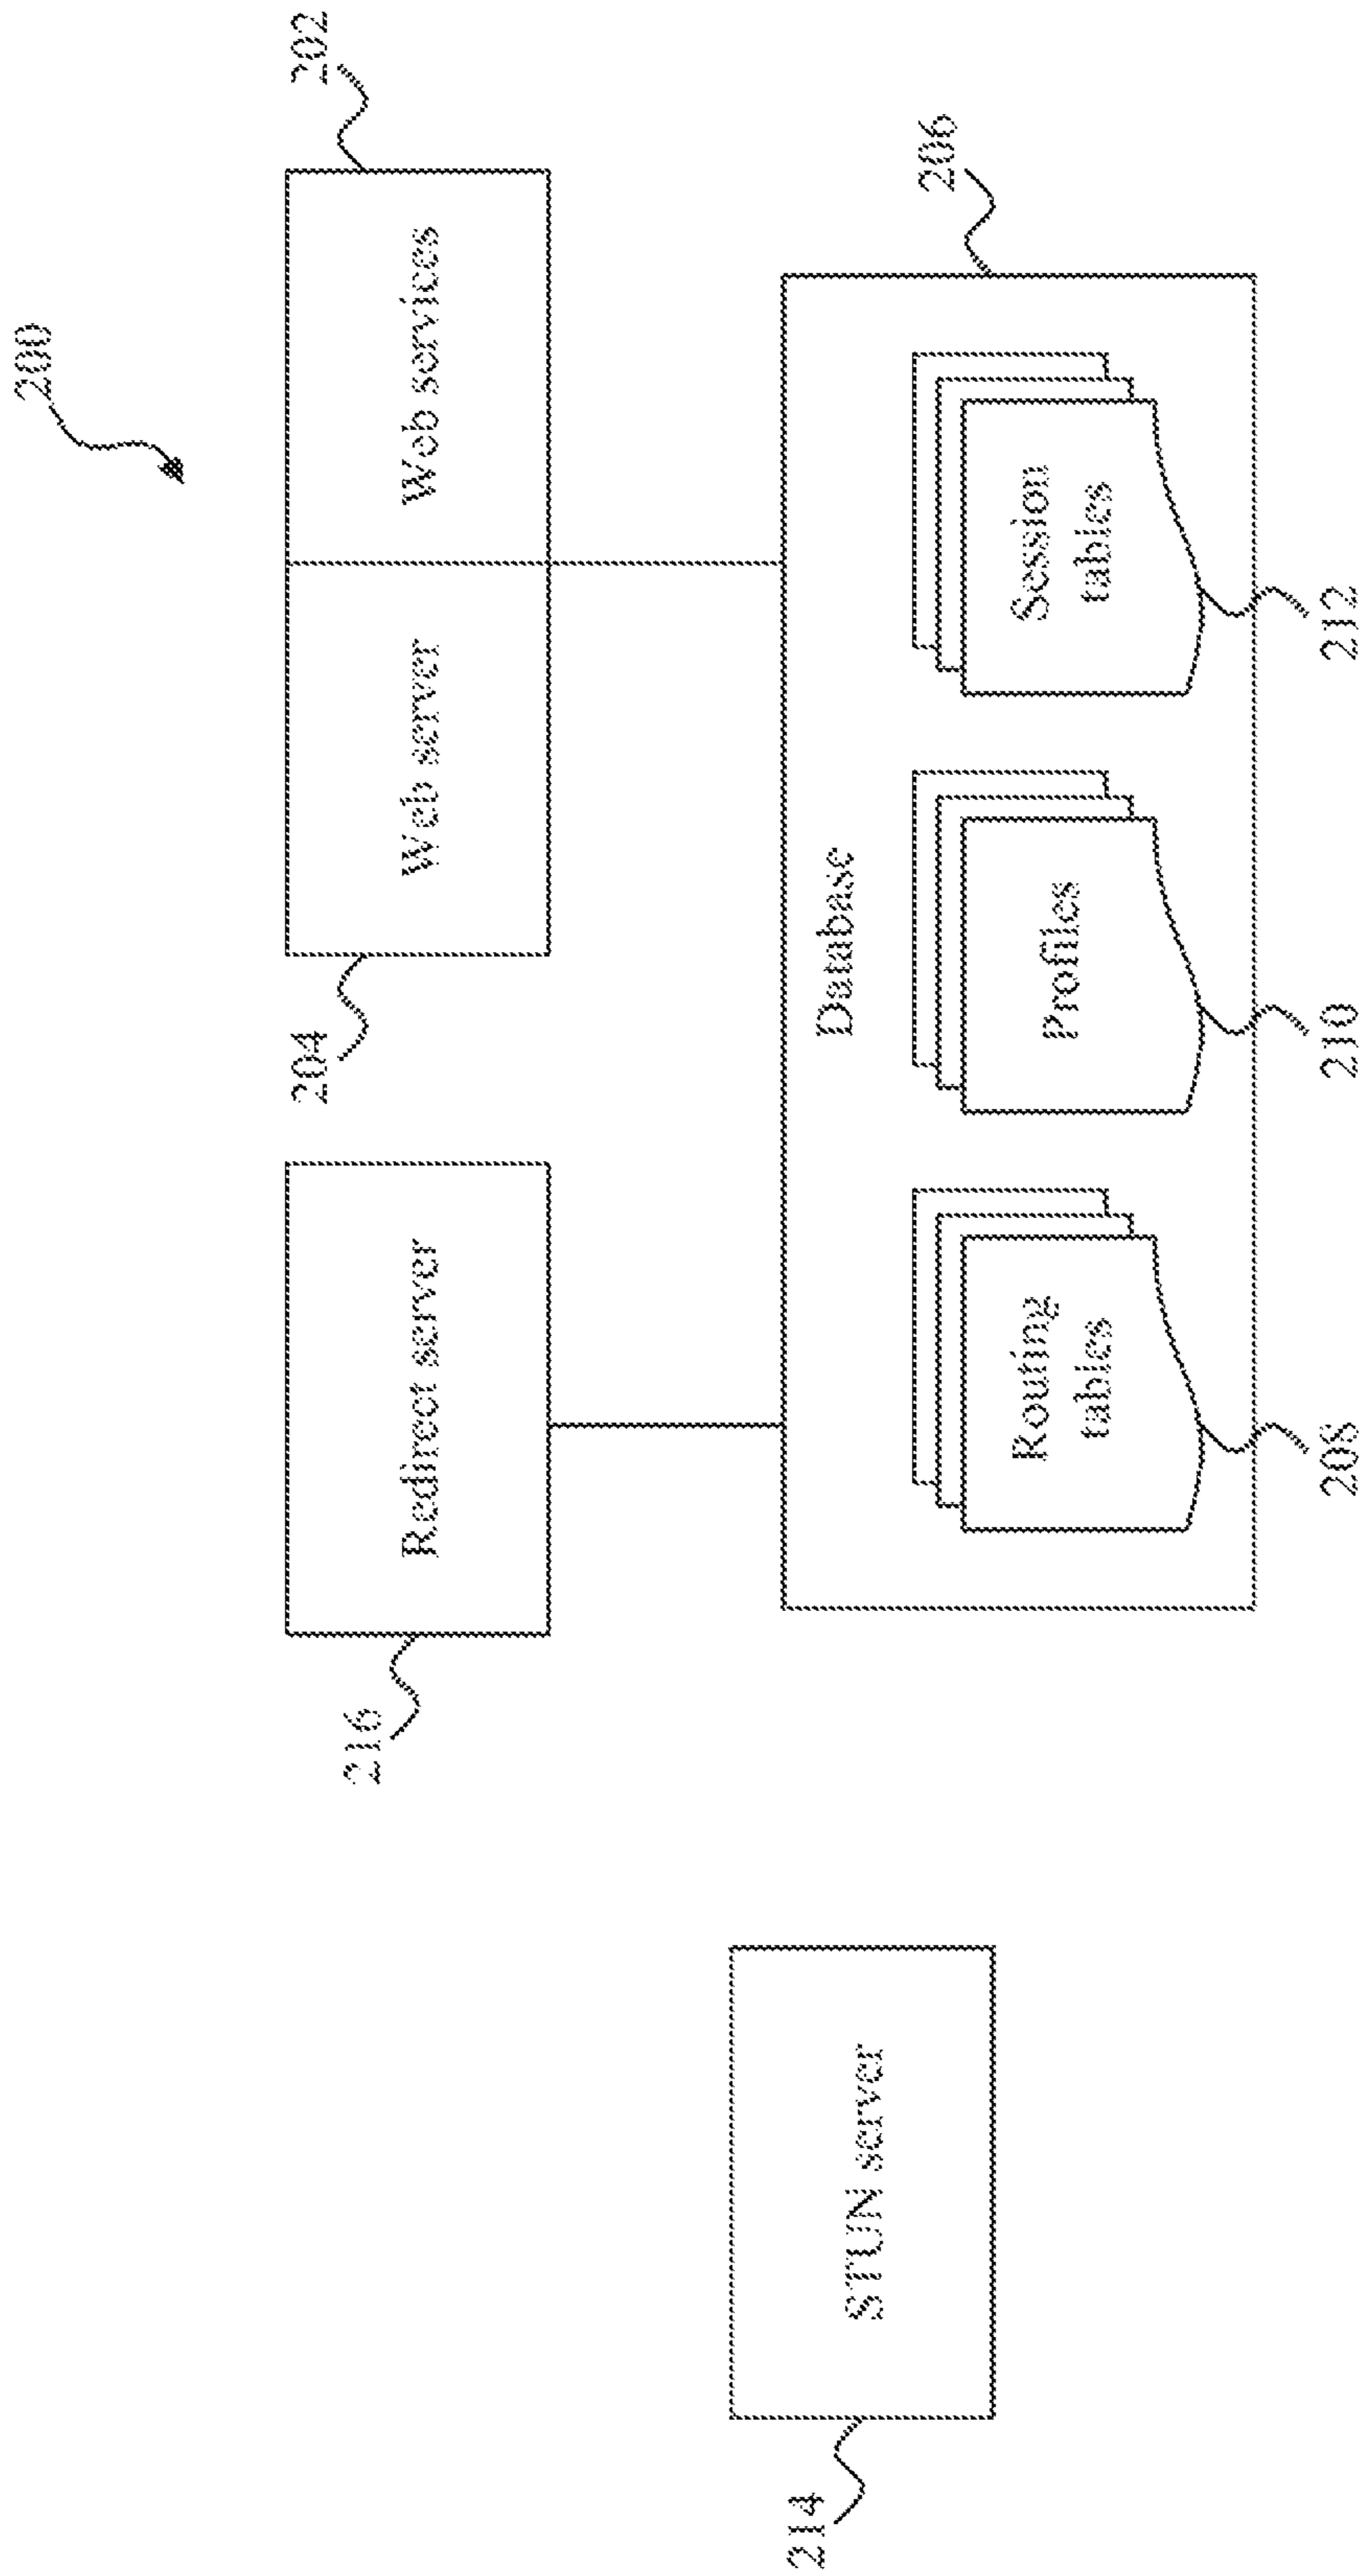 200
216
Redirect server
204
Web server
Web services
202
214
STUN server
Database
206
Routing
tables
Profiles
Session
tables
208
210
212